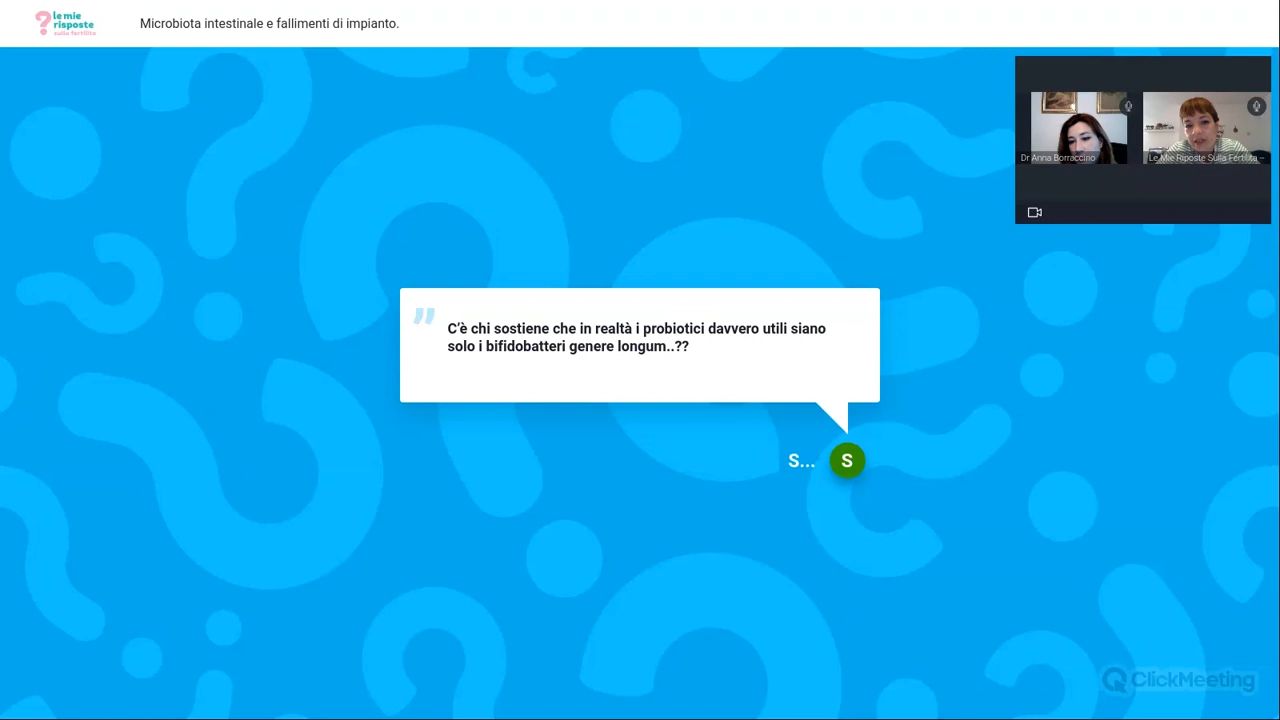 le mie
risposte
sulla fertilità
Microbiota intestinale e fallimenti di impianto.
Dr Anna Borraccino
Le Mie Riposte Sulla Fertilità –
C'è chi sostiene che in realtà i probiotici davvero utili siano
solo i bifidobatteri genere longum..??
S... S
ClickMeeting